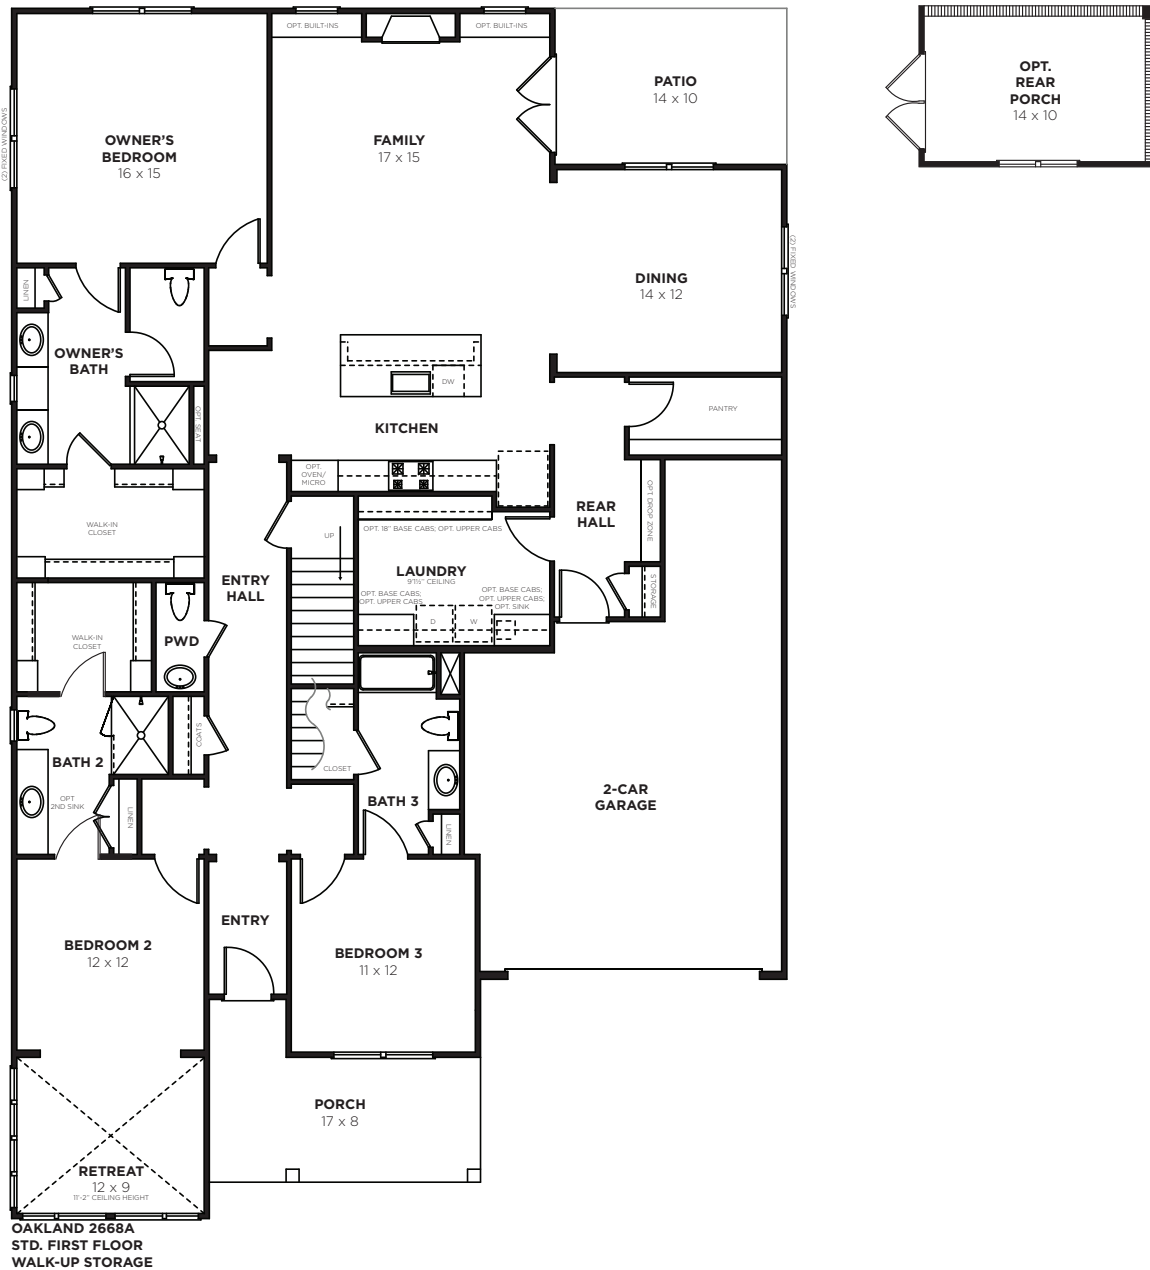 OPT. BUILT-INS
OPT. BUILT-INS
PATIO
14 x 10
OPT.
REAR
PORCH
14 x 10
(2) FIXED WINDOWS
OWNER'S
BEDROOM
16 x 15
FAMILY
17 x 15
DINING
14 x 12
(2) FIXED WINDOWS
LINEN
OWNER'S
BATH
OPT. SEAT
DW
KITCHEN
PANTRY
OPT.
OVEN/
MICRO
REAR
HALL
OPT DROP ZONE
WALK-IN
CLOSET
UP
OPT. 18" BASE CABS; OPT. UPPER CABS
LAUNDRY
9'1½" CEILING
OPT. BASE CABS;
OPT. UPPER CABS
OPT. BASE CABS;
OPT. UPPER CABS;
OPT. SINK
D
W
STORAGE
ENTRY
HALL
WALK-IN
CLOSET
PWD
COATS
BATH 2
OPT
2ND SINK
LINEN
CLOSET
BATH 3
LINEN
2-CAR
GARAGE
ENTRY
BEDROOM 2
12 x 12
BEDROOM 3
11 x 12
PORCH
17 x 8
RETREAT
12 x 9
11'-2" CEILING HEIGHT
OAKLAND 2668A
STD. FIRST FLOOR
WALK-UP STORAGE